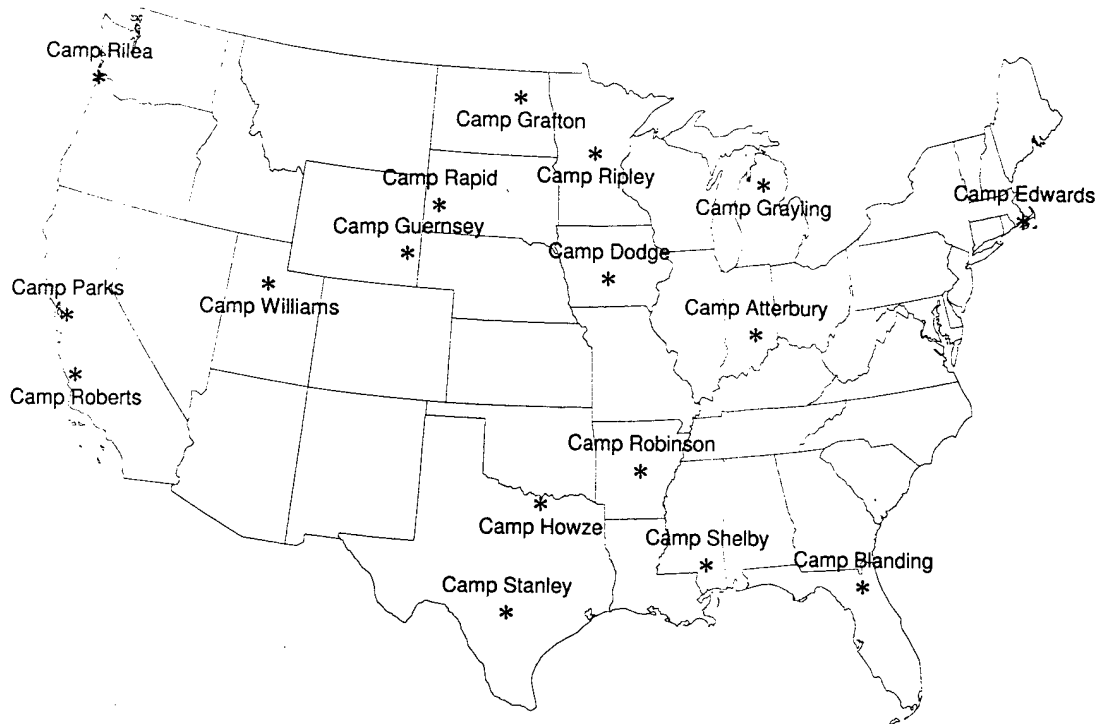 Camp Rilea
Camp Grafton
Camp Rapid
Camp Ripley
Camp Grayling
Camp Edwards
Camp Guernsey
Camp Dodge
Camp Parks
Camp Williams
Camp Atterbury
Camp Roberts
Camp Robinson
Camp Howze
Camp Shelby
Camp Blanding
Camp Stanley